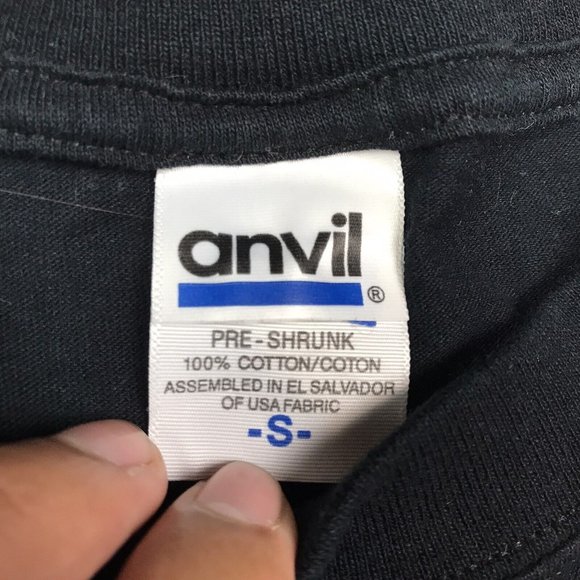 anvil
®
PRE-SHRUNK
100% COTTON/COTON
ASSEMBLED IN EL SALVADOR
OF USA FABRIC
-S-